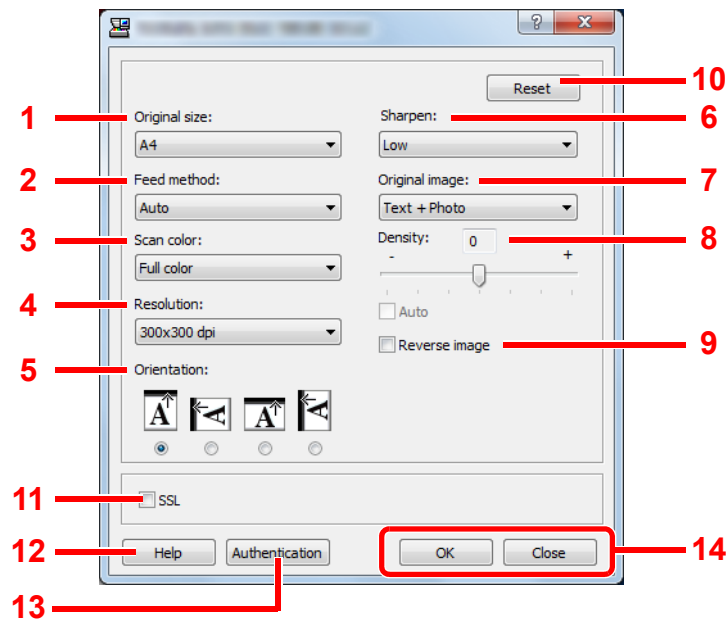 ?
X
10
Reset
1
Original size:
Sharpen:
6
A4
Low
2
Feed method:
Original image:
7
Auto
Text + Photo
3
Scan color:
Density:
0
8
-
+
Full color
4
Resolution:
Auto
300x300 dpi
Reverse image
9
5
Orientation:
A A A A
11
SSL
12
Help
Authentication
OK
Close
14
13